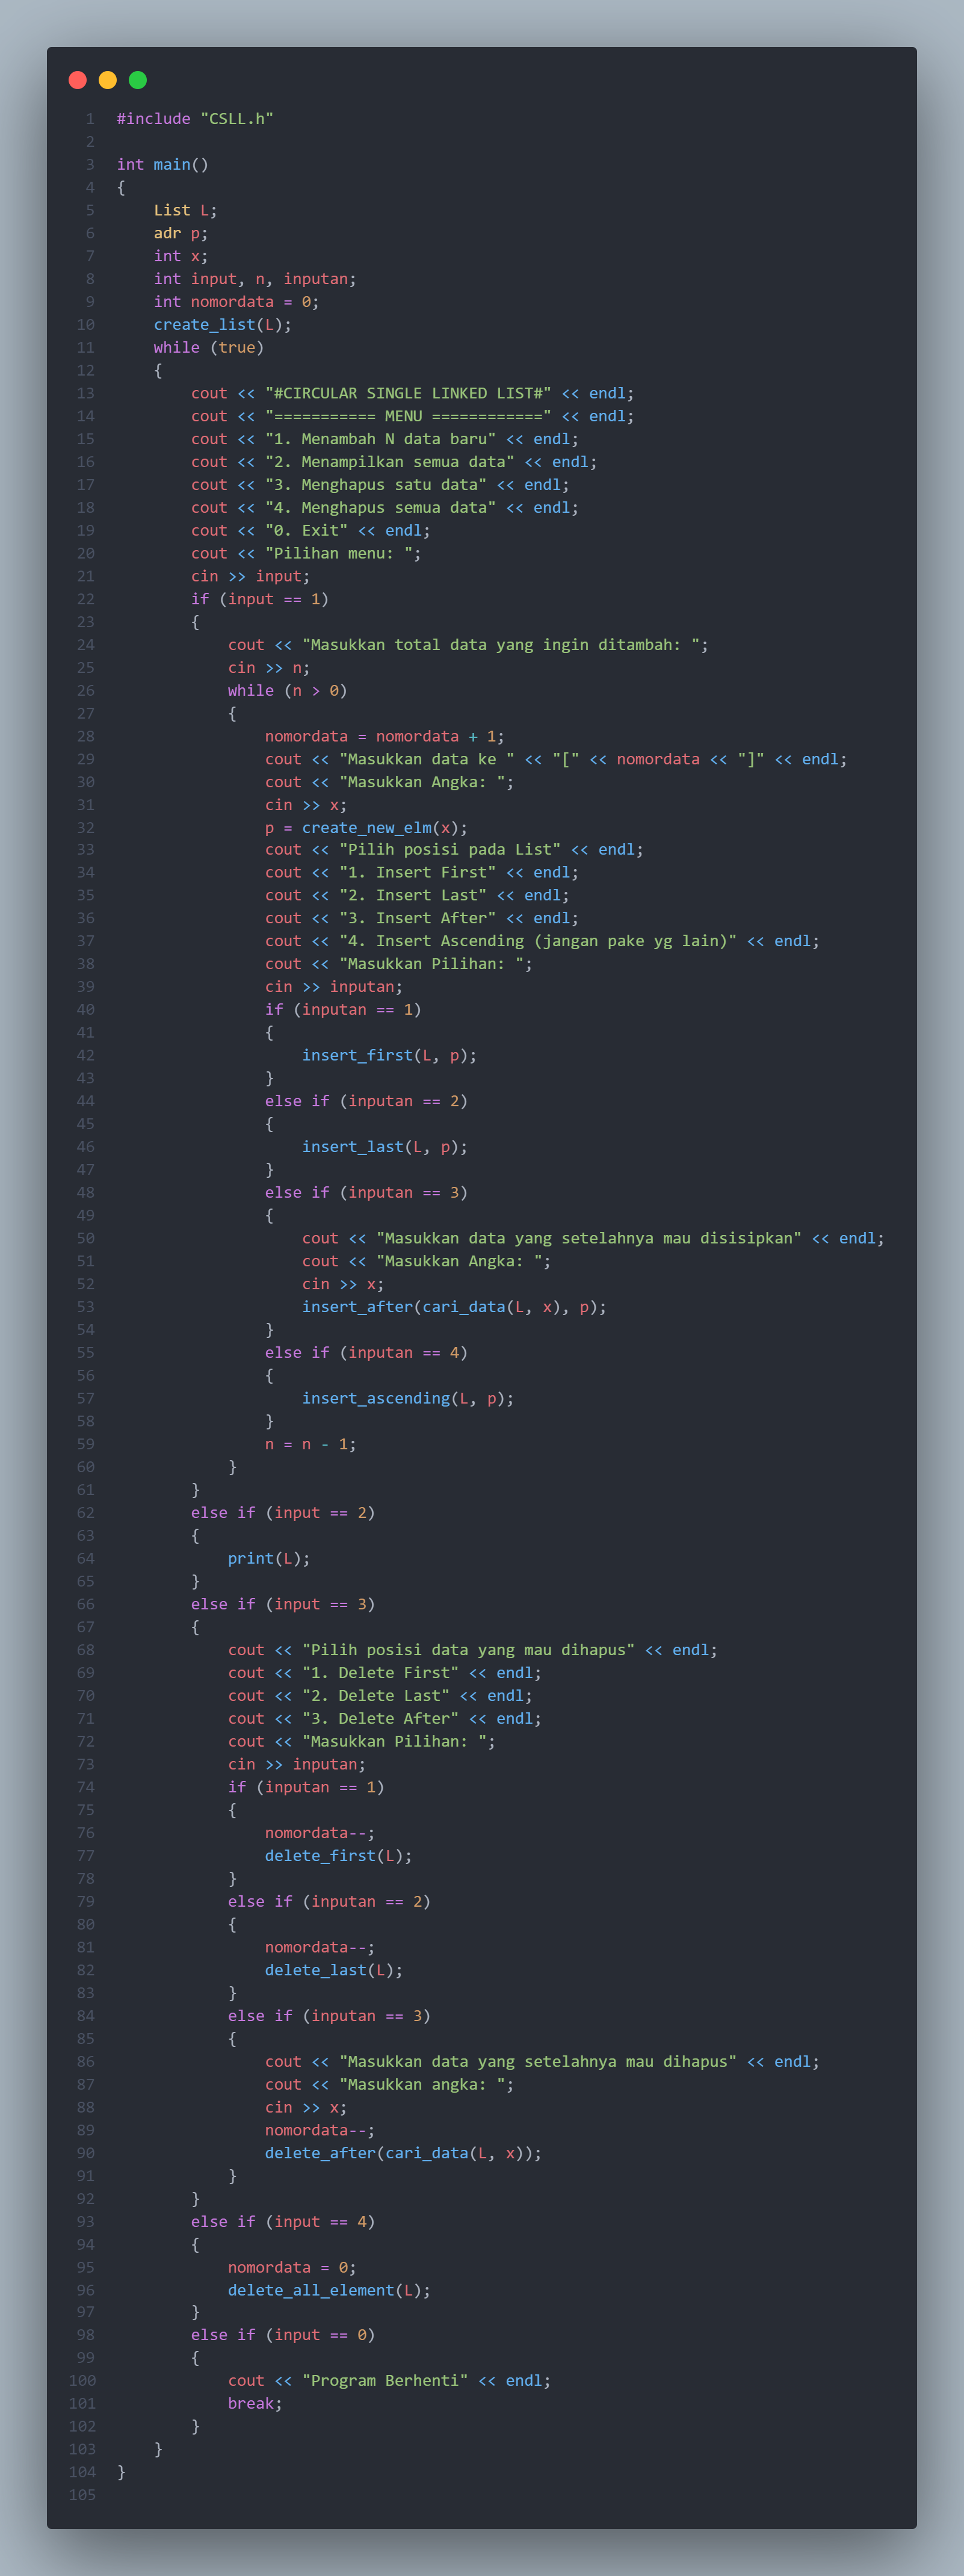 1 #include "CSLL.h"
2
3 int main()
4 {
5     List L;
6     adr p;
7     int x;
8     int input, n, inputan;
9     int nomordata = 0;
10     create_list(L);
11     while (true)
12     {
13         cout << "#CIRCULAR SINGLE LINKED LIST#" << endl;
14         cout << "=========== MENU ============" << endl;
15         cout << "1. Menambah N data baru" << endl;
16         cout << "2. Menampilkan semua data" << endl;
17         cout << "3. Menghapus satu data" << endl;
18         cout << "4. Menghapus semua data" << endl;
19         cout << "0. Exit" << endl;
20         cout << "Pilihan menu: ";
21         cin >> input;
22         if (input == 1)
23         {
24             cout << "Masukkan total data yang ingin ditambah: ";
25             cin >> n;
26             while (n > 0)
27             {
28                 nomordata = nomordata + 1;
29                 cout << "Masukkan data ke " << "[" << nomordata << "]" << endl;
30                 cout << "Masukkan Angka: ";
31                 cin >> x;
32                 p = create_new_elm(x);
33                 cout << "Pilih posisi pada List" << endl;
34                 cout << "1. Insert First" << endl;
35                 cout << "2. Insert Last" << endl;
36                 cout << "3. Insert After" << endl;
37                 cout << "4. Insert Ascending (jangan pake yg lain)" << endl;
38                 cout << "Masukkan Pilihan: ";
39                 cin >> inputan;
40                 if (inputan == 1)
41                 {
42                     insert_first(L, p);
43                 }
44                 else if (inputan == 2)
45                 {
46                     insert_last(L, p);
47                 }
48                 else if (inputan == 3)
49                 {
50                     cout << "Masukkan data yang setelahnya mau disisipkan" << endl;
51                     cout << "Masukkan Angka: ";
52                     cin >> x;
53                     insert_after(cari_data(L, x), p);
54                 }
55                 else if (inputan == 4)
56                 {
57                     insert_ascending(L, p);
58                 }
59                 n = n - 1;
60             }
61         }
62         else if (input == 2)
63         {
64             print(L);
65         }
66         else if (input == 3)
67         {
68             cout << "Pilih posisi data yang mau dihapus" << endl;
69             cout << "1. Delete First" << endl;
70             cout << "2. Delete Last" << endl;
71             cout << "3. Delete After" << endl;
72             cout << "Masukkan Pilihan: ";
73             cin >> inputan;
74             if (inputan == 1)
75             {
76                 nomordata--;
77                 delete_first(L);
78             }
79             else if (inputan == 2)
80             {
81                 nomordata--;
82                 delete_last(L);
83             }
84             else if (inputan == 3)
85             {
86                 cout << "Masukkan data yang setelahnya mau dihapus" << endl;
87                 cout << "Masukkan angka: ";
88                 cin >> x;
89                 nomordata--;
90                 delete_after(cari_data(L, x));
91             }
92         }
93         else if (input == 4)
94         {
95             nomordata = 0;
96             delete_all_element(L);
97         }
98         else if (input == 0)
99         {
100             cout << "Program Berhenti" << endl;
101             break;
102         }
103     }
104 }
105